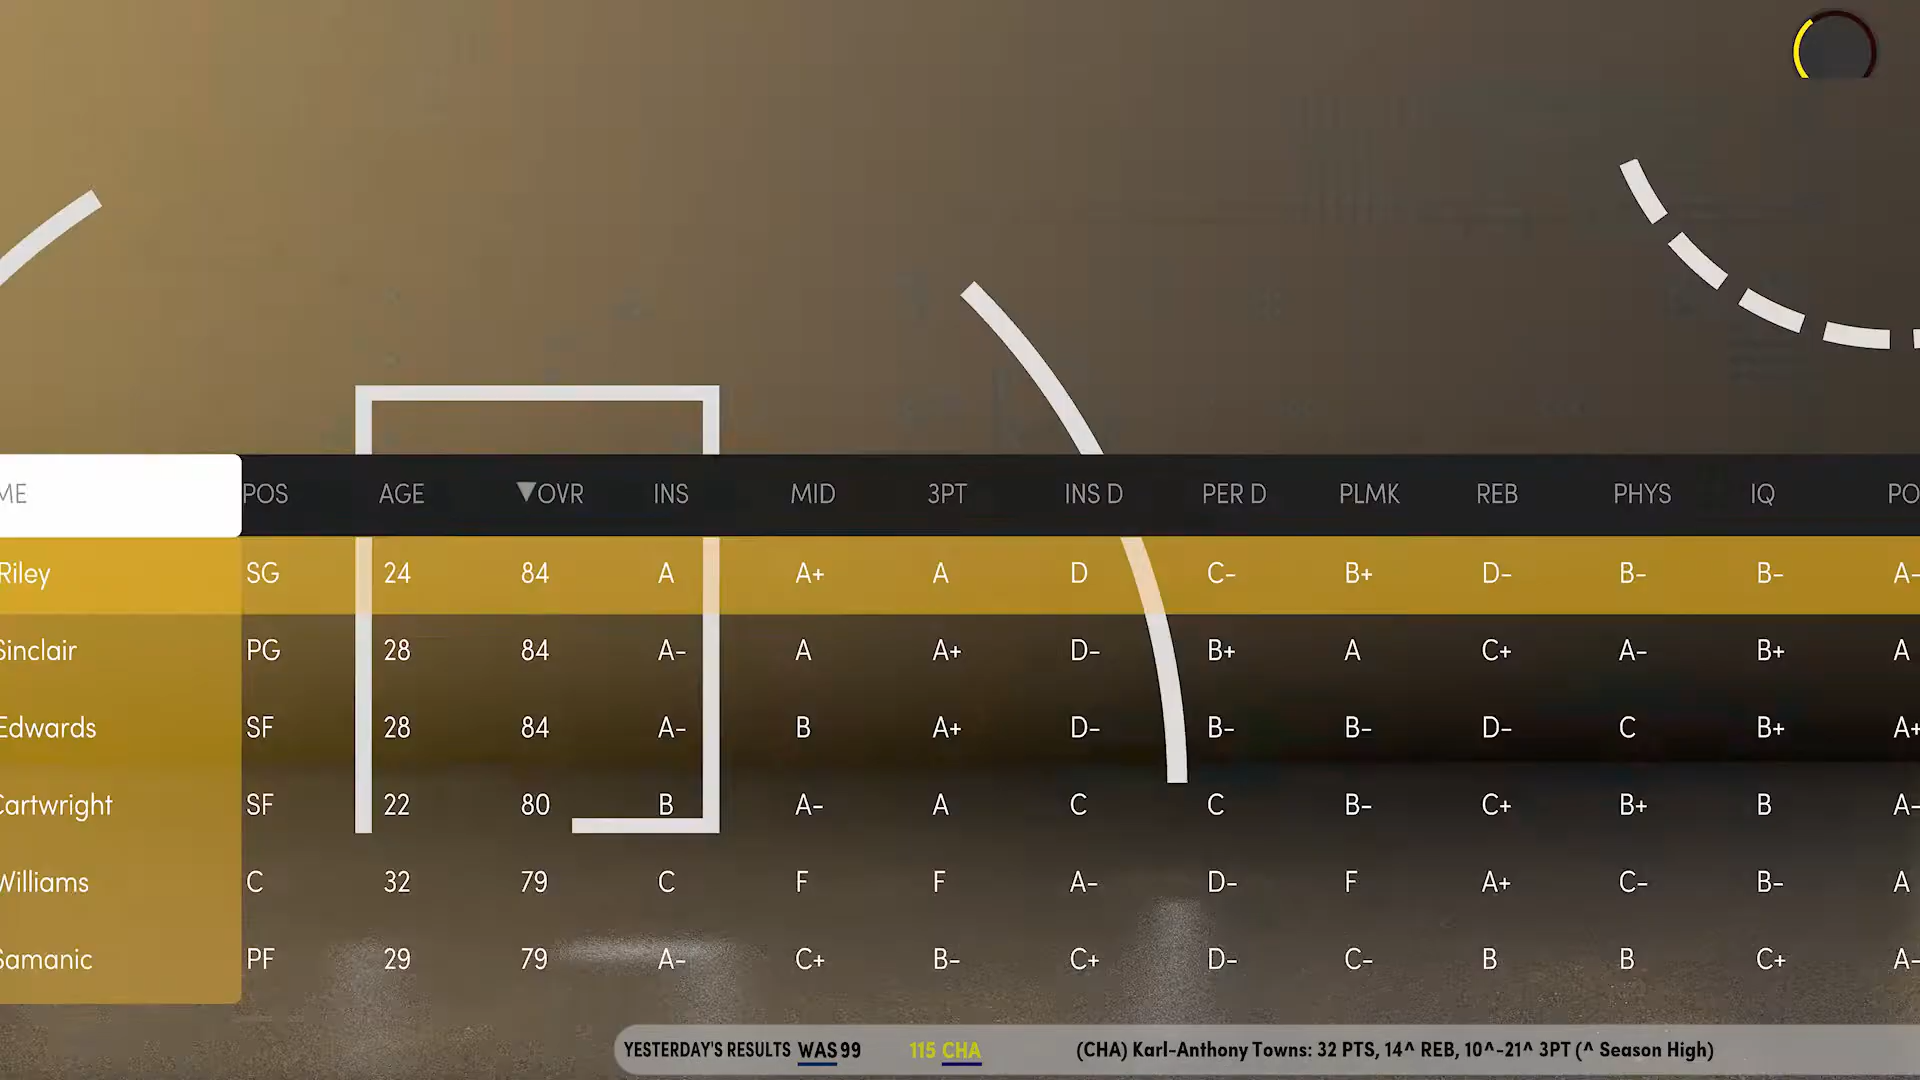 ME POS AGE ▼OVR INS MID 3PT INS D PER D PLMK REB PHYS IQ PO
Riley SG 24 84 A A+ A D C- B+ D- B- B- A-
Sinclair PG 28 84 A- A A+ D- B+ A C+ A- B+ A
Edwards SF 28 84 A- B A+ D- B- B- D- C B+ A+
Cartwright SF 22 80 B A- A C C B- C+ B+ B A-
Williams C 32 79 C F F A- D- F A+ C- B- A
Samanic PF 29 79 A- C+ B- C+ D- C- B B C+ A-
YESTERDAY'S RESULTS WAS 99 115 CHA (CHA) Karl-Anthony Towns: 32 PTS, 14^ REB, 10^-21^ 3PT (^ Season High)